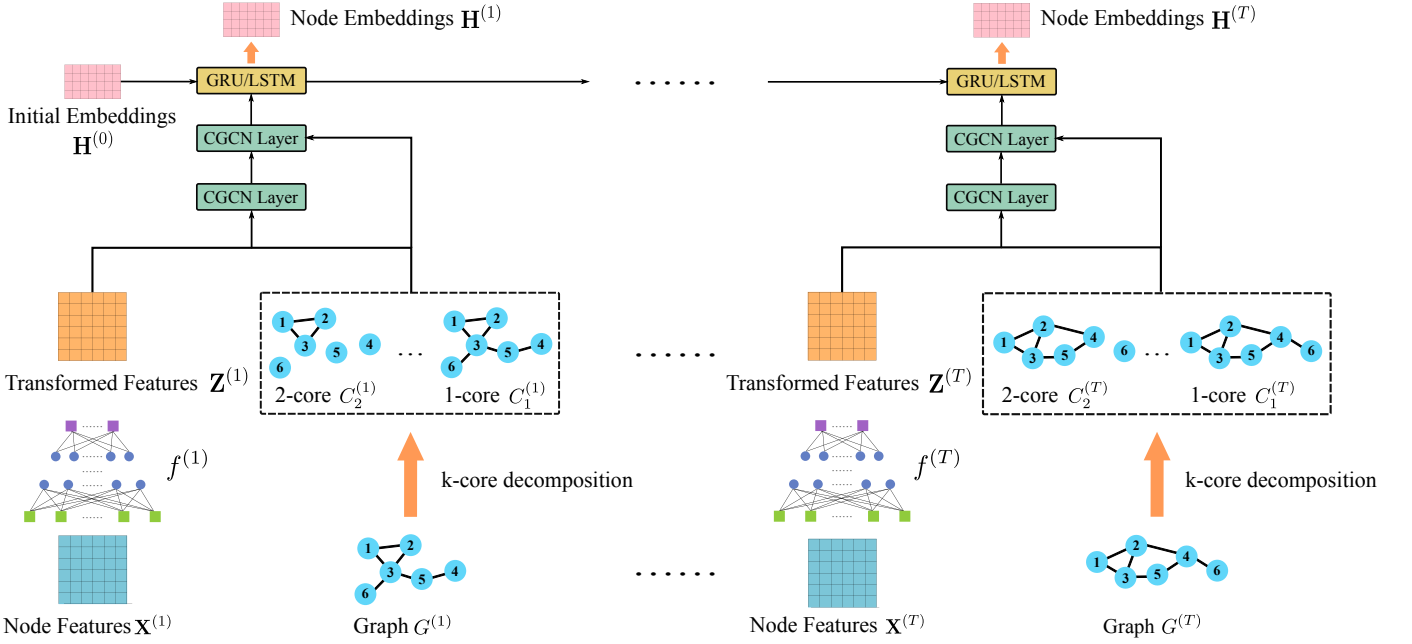 Node Embeddings H^(1)
Node Embeddings H^(T)
GRU/LSTM
· · · · · ·
GRU/LSTM
Initial Embeddings
H^(0)
CGCN Layer
CGCN Layer
CGCN Layer
CGCN Layer
1 2 3 4 5 6
...
1 2 3 4 5 6
· · · · · ·
1 2 3 4 5 6
...
1 2 3 4 5 6
Transformed Features Z^(1)
2-core C_2^(1)
1-core C_1^(1)
Transformed Features Z^(T)
2-core C_2^(T)
1-core C_1^(T)
f^(1)
k-core decomposition
f^(T)
k-core decomposition
1 2 3 4 5 6
· · · · · ·
1 2 3 4 5 6
Node Features X^(1)
Graph G^(1)
Node Features X^(T)
Graph G^(T)